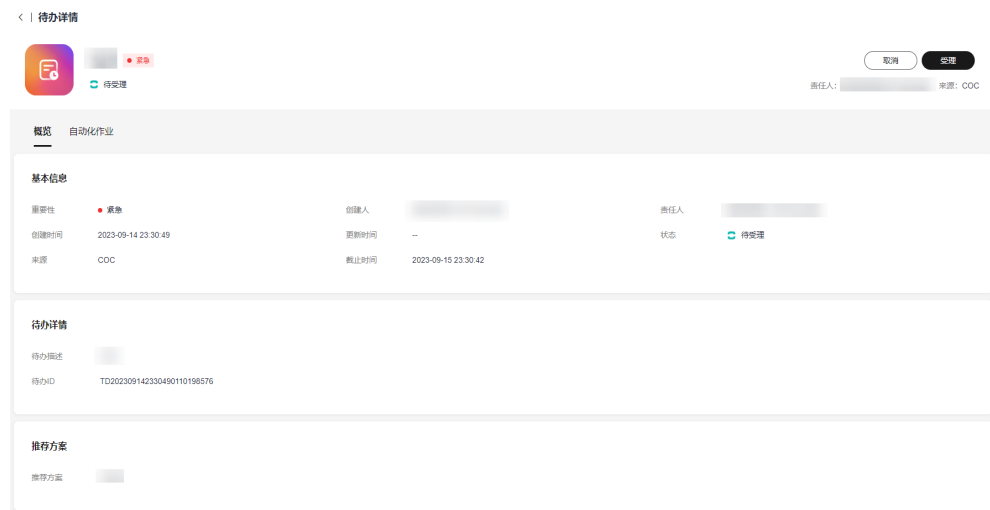 待办详情
紧急
取消
受理
待受理
责任人：
来源：COC
概览
自动化作业
基本信息
重要性
紧急
创建人
责任人
创建时间
2023-09-14 23:30:49
更新时间
--
状态
待受理
来源
COC
截止时间
2023-09-15 23:30:42
待办详情
待办描述
待办ID
TD202309142330490110198576
推荐方案
推荐方案